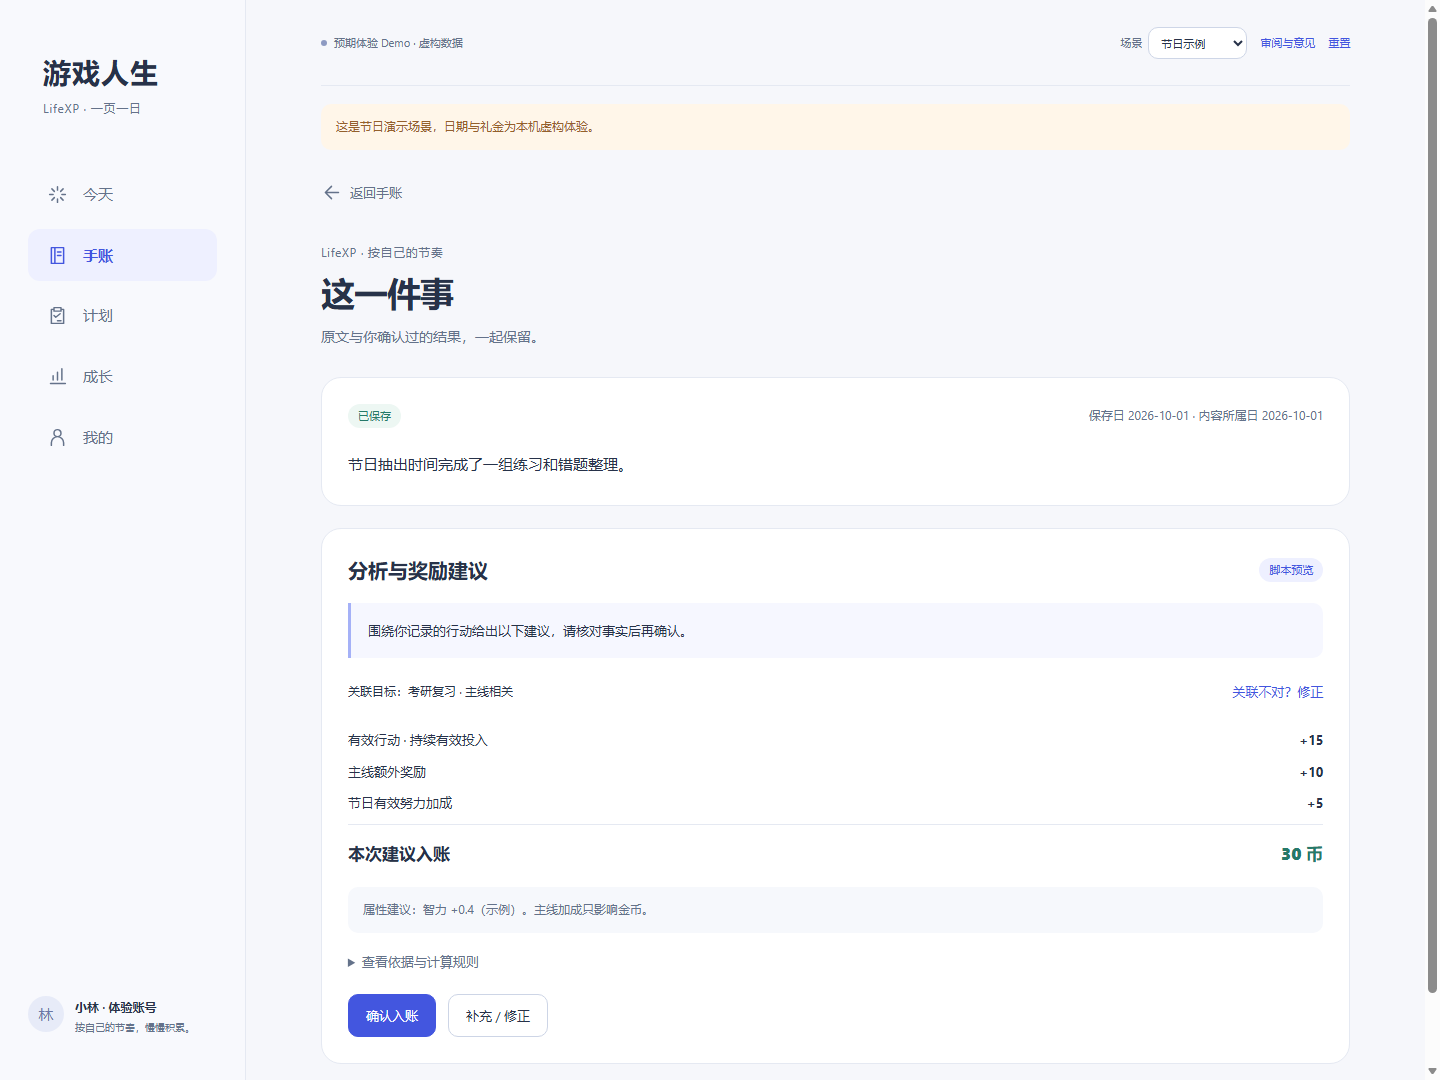 游戏人生
LifeXP · 一页一日
今天
手账
计划
成长
我的
林
小林 · 体验账号
按自己的节奏，慢慢积累。
预期体验 Demo · 虚构数据
场景
节日示例
审阅与意见
重置
这是节日演示场景，日期与礼金为本机虚构体验。
返回手账
LifeXP · 按自己的节奏
这一件事
原文与你确认过的结果，一起保留。
已保存
保存日 2026-10-01 · 内容所属日 2026-10-01
节日抽出时间完成了一组练习和错题整理。
分析与奖励建议
脚本预览
围绕你记录的行动给出以下建议，请核对事实后再确认。
关联目标：考研复习 · 主线相关
关联不对？修正
有效行动 · 持续有效投入
+15
主线额外奖励
+10
节日有效努力加成
+5
本次建议入账
30 币
属性建议：智力 +0.4（示例）。主线加成只影响金币。
查看依据与计算规则
确认入账
补充 / 修正